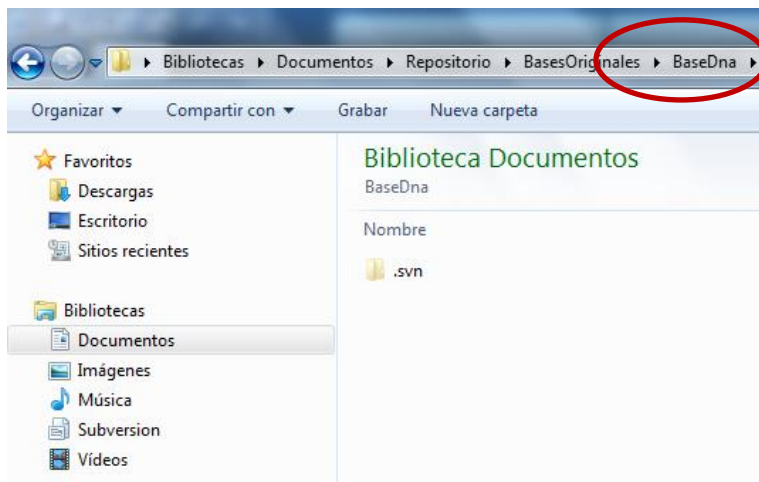 Bibliotecas Documentos Repositorio BasesOriginales BaseDna
Organizar Compartir con Grabar Nueva carpeta
Favoritos
Descargas
Escritorio
Sitios recientes
Bibliotecas
Documentos
Imágenes
Música
Subversion
Vídeos
Biblioteca Documentos
BaseDna
Nombre
.svn